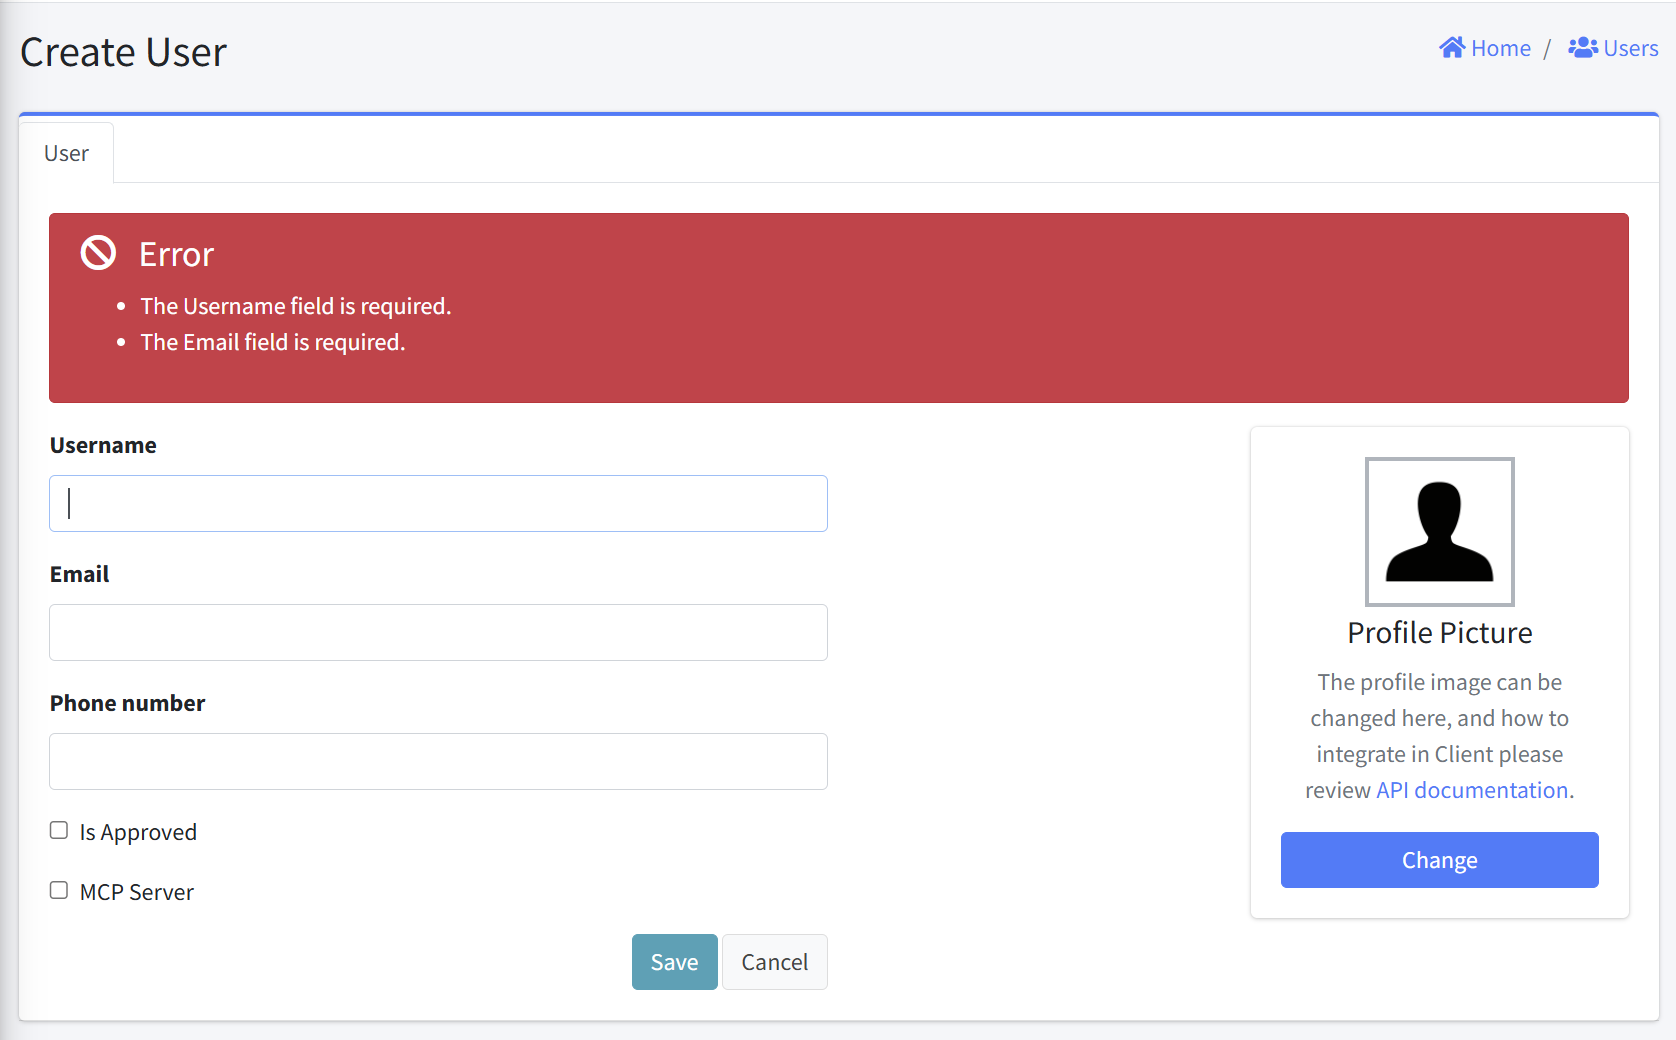 Create User
Home / Users
User
Error
The Username field is required.
The Email field is required.
Username
Email
Phone number
Is Approved
MCP Server
Save Cancel
Profile Picture
The profile image can be
changed here, and how to
integrate in Client please
review API documentation.
Change